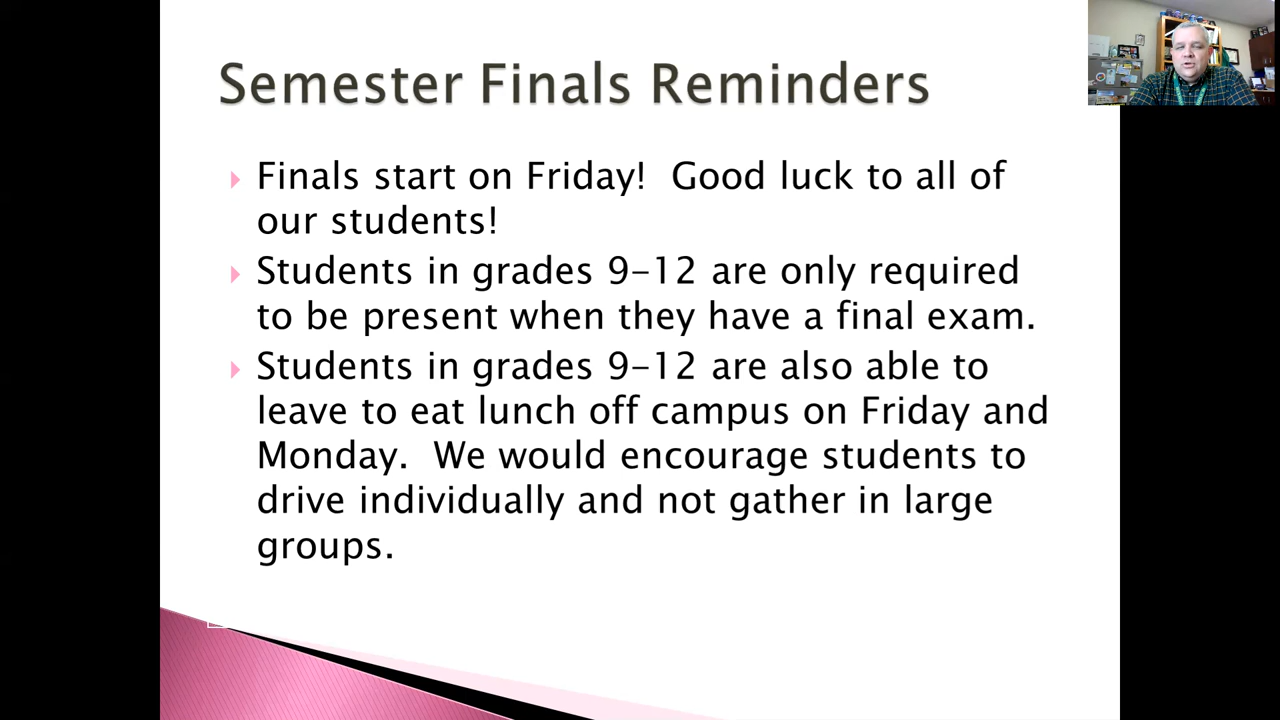 Semester Finals Reminders
Finals start on Friday!  Good luck to all of
our students!
Students in grades 9-12 are only required
to be present when they have a final exam.
Students in grades 9-12 are also able to
leave to eat lunch off campus on Friday and
Monday.  We would encourage students to
drive individually and not gather in large
groups.